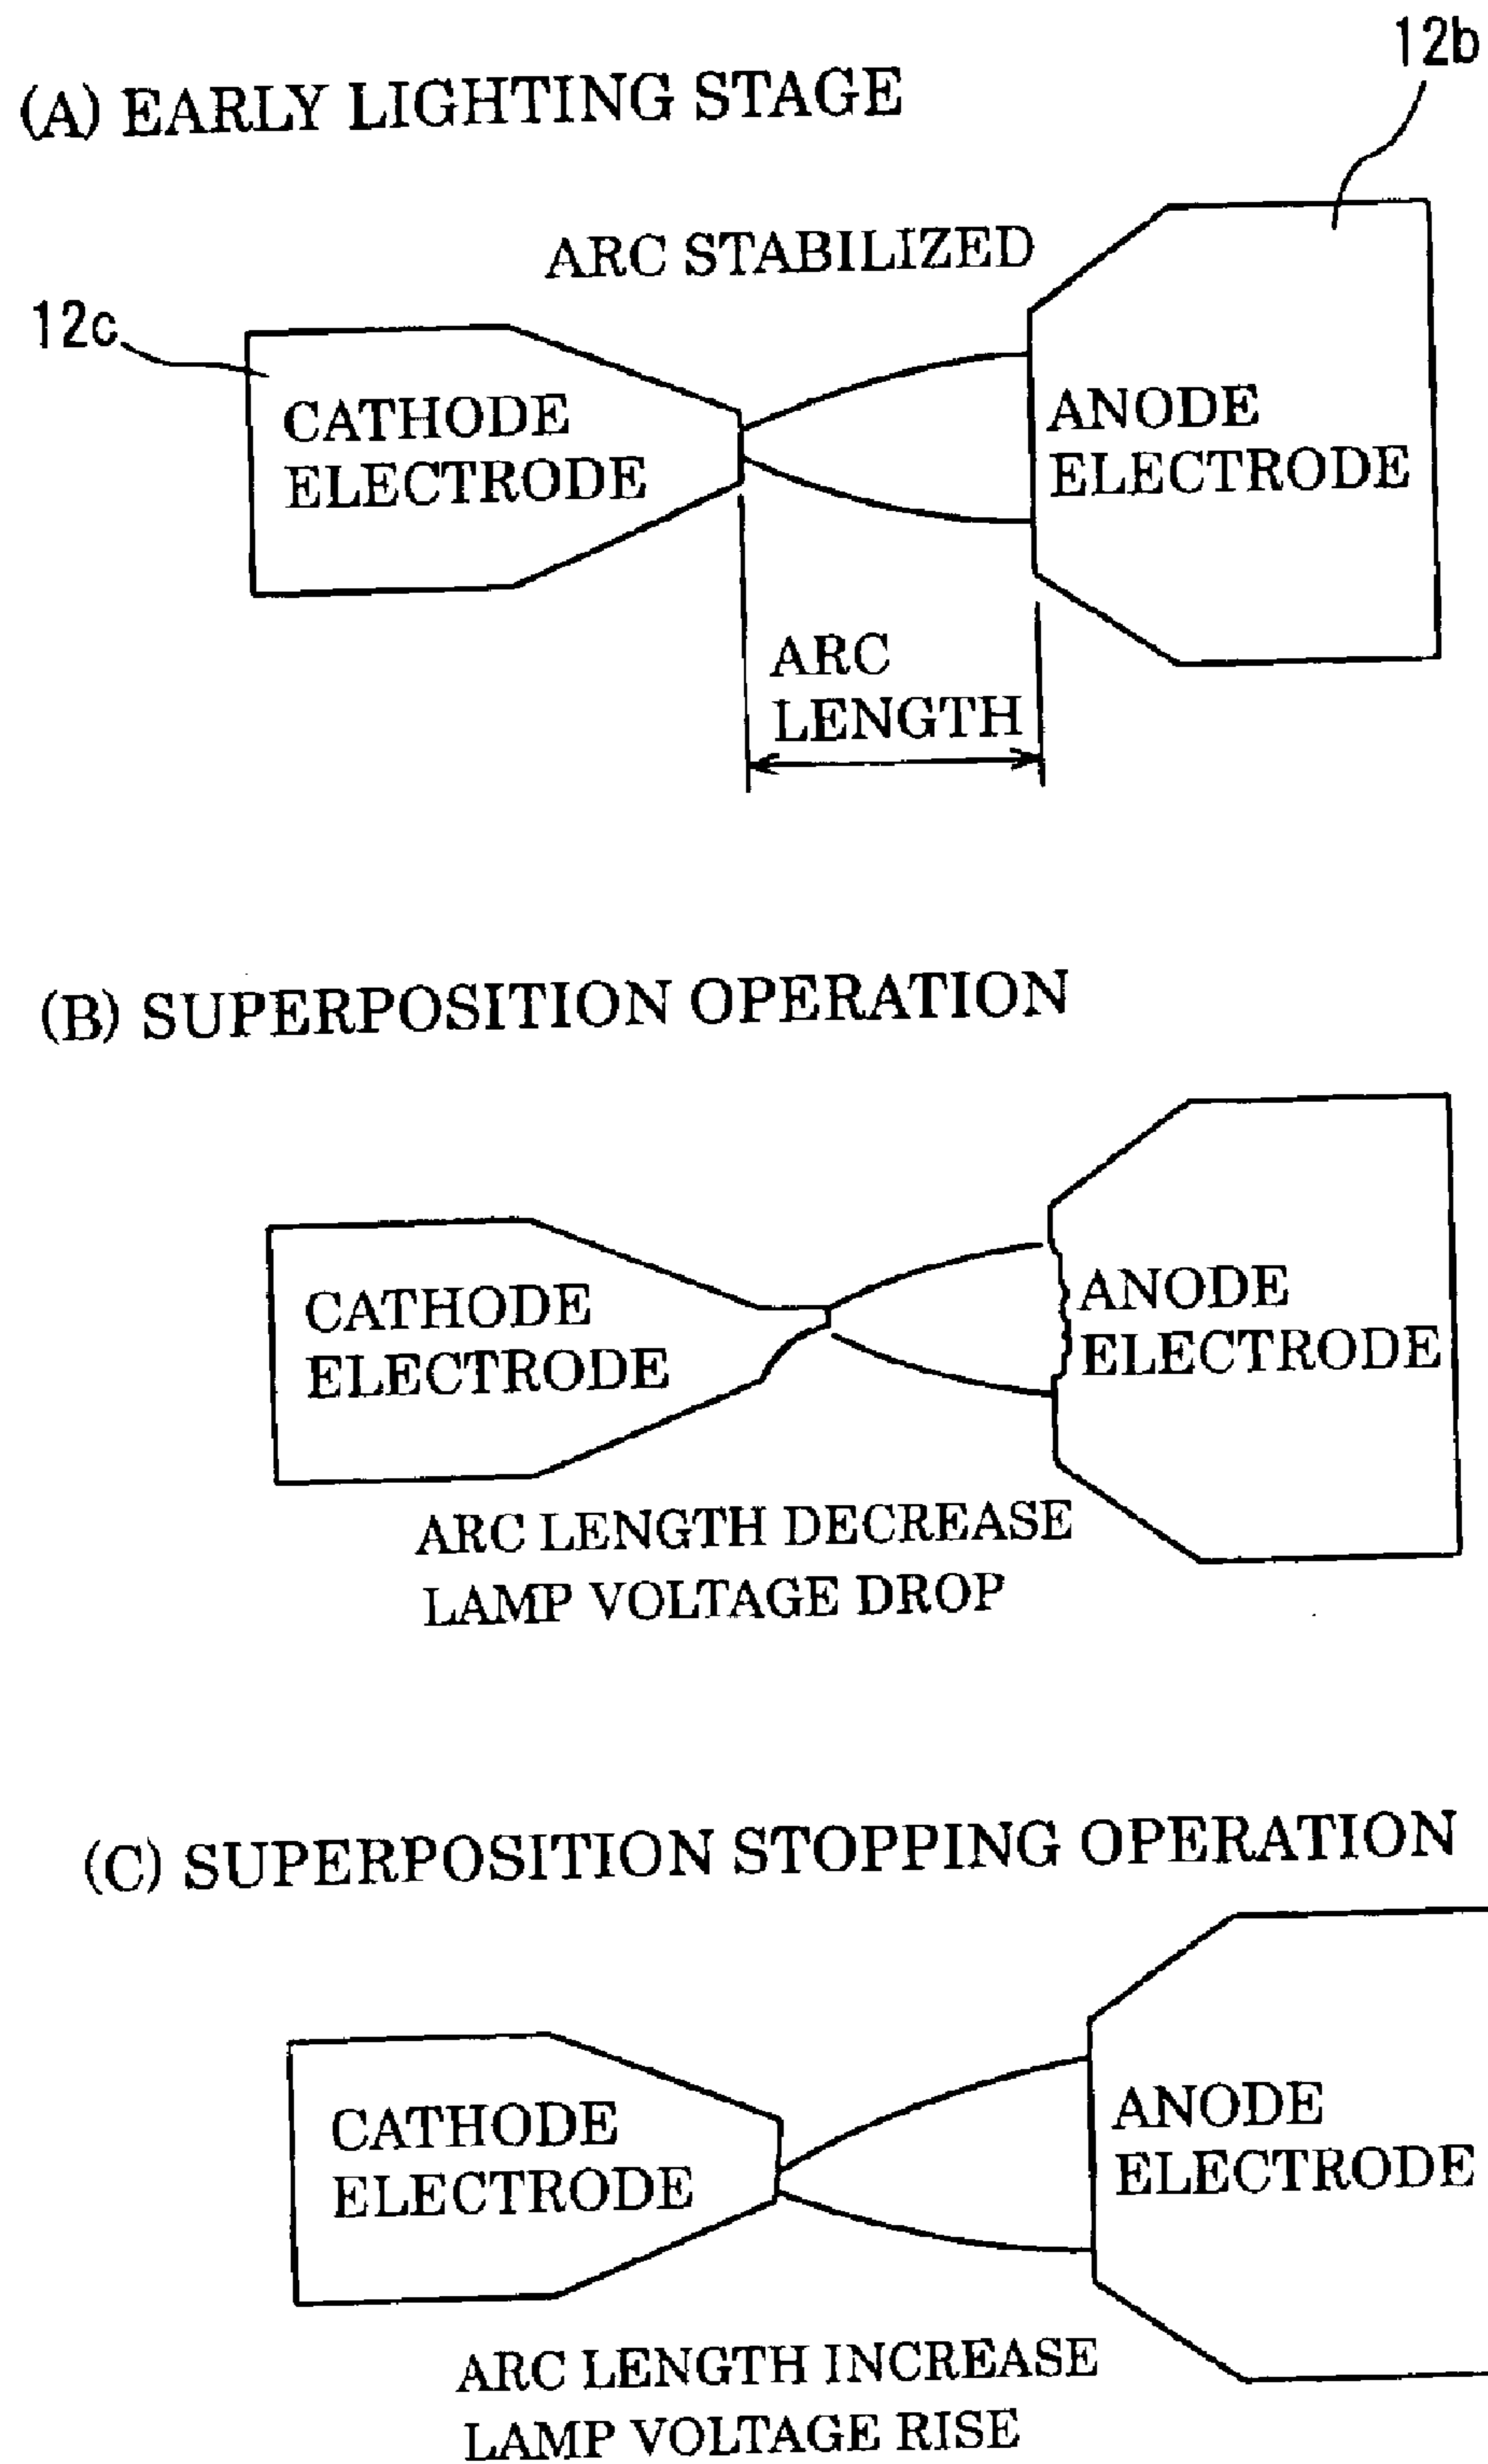 12b
(A) EARLY LIGHTING STAGE
ARC STABILIZED
12c
CATHODE
ELECTRODE
ANODE
ELECTRODE
ARC
LENGTH
(B) SUPERPOSITION OPERATION
CATHODE
ELECTRODE
ANODE
ELECTRODE
ARC LENGTH DECREASE
LAMP VOLTAGE DROP
(C) SUPERPOSITION STOPPING OPERATION
CATHODE
ELECTRODE
ANODE
ELECTRODE
ARC LENGTH INCREASE
LAMP VOLTAGE RISE